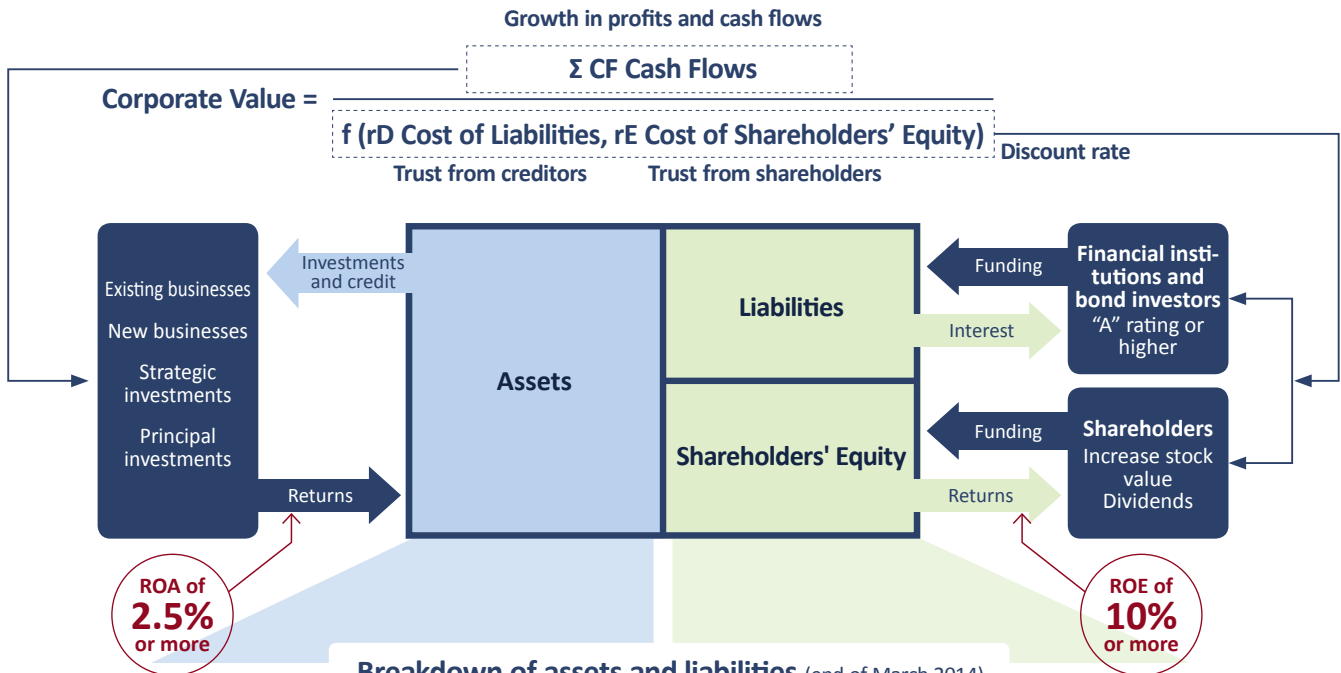 Growth in profits and cash flows
Σ CF Cash Flows
Corporate Value =
f (rD Cost of Liabilities, rE Cost of Shareholders’ Equity)
Discount rate
Trust from creditors
Trust from shareholders
Existing businesses
New businesses
Strategic
investments
Principal
investments
Investments
and credit
Returns
Assets
Liabilities
Shareholders' Equity
Funding
Interest
Funding
Returns
Financial insti-
tutions and
bond investors
“A” rating or
higher
Shareholders
Increase stock
value
Dividends
ROA of
2.5%
or more
ROE of
10%
or more
Breakdown of assets and liabilities (end of March 2014)